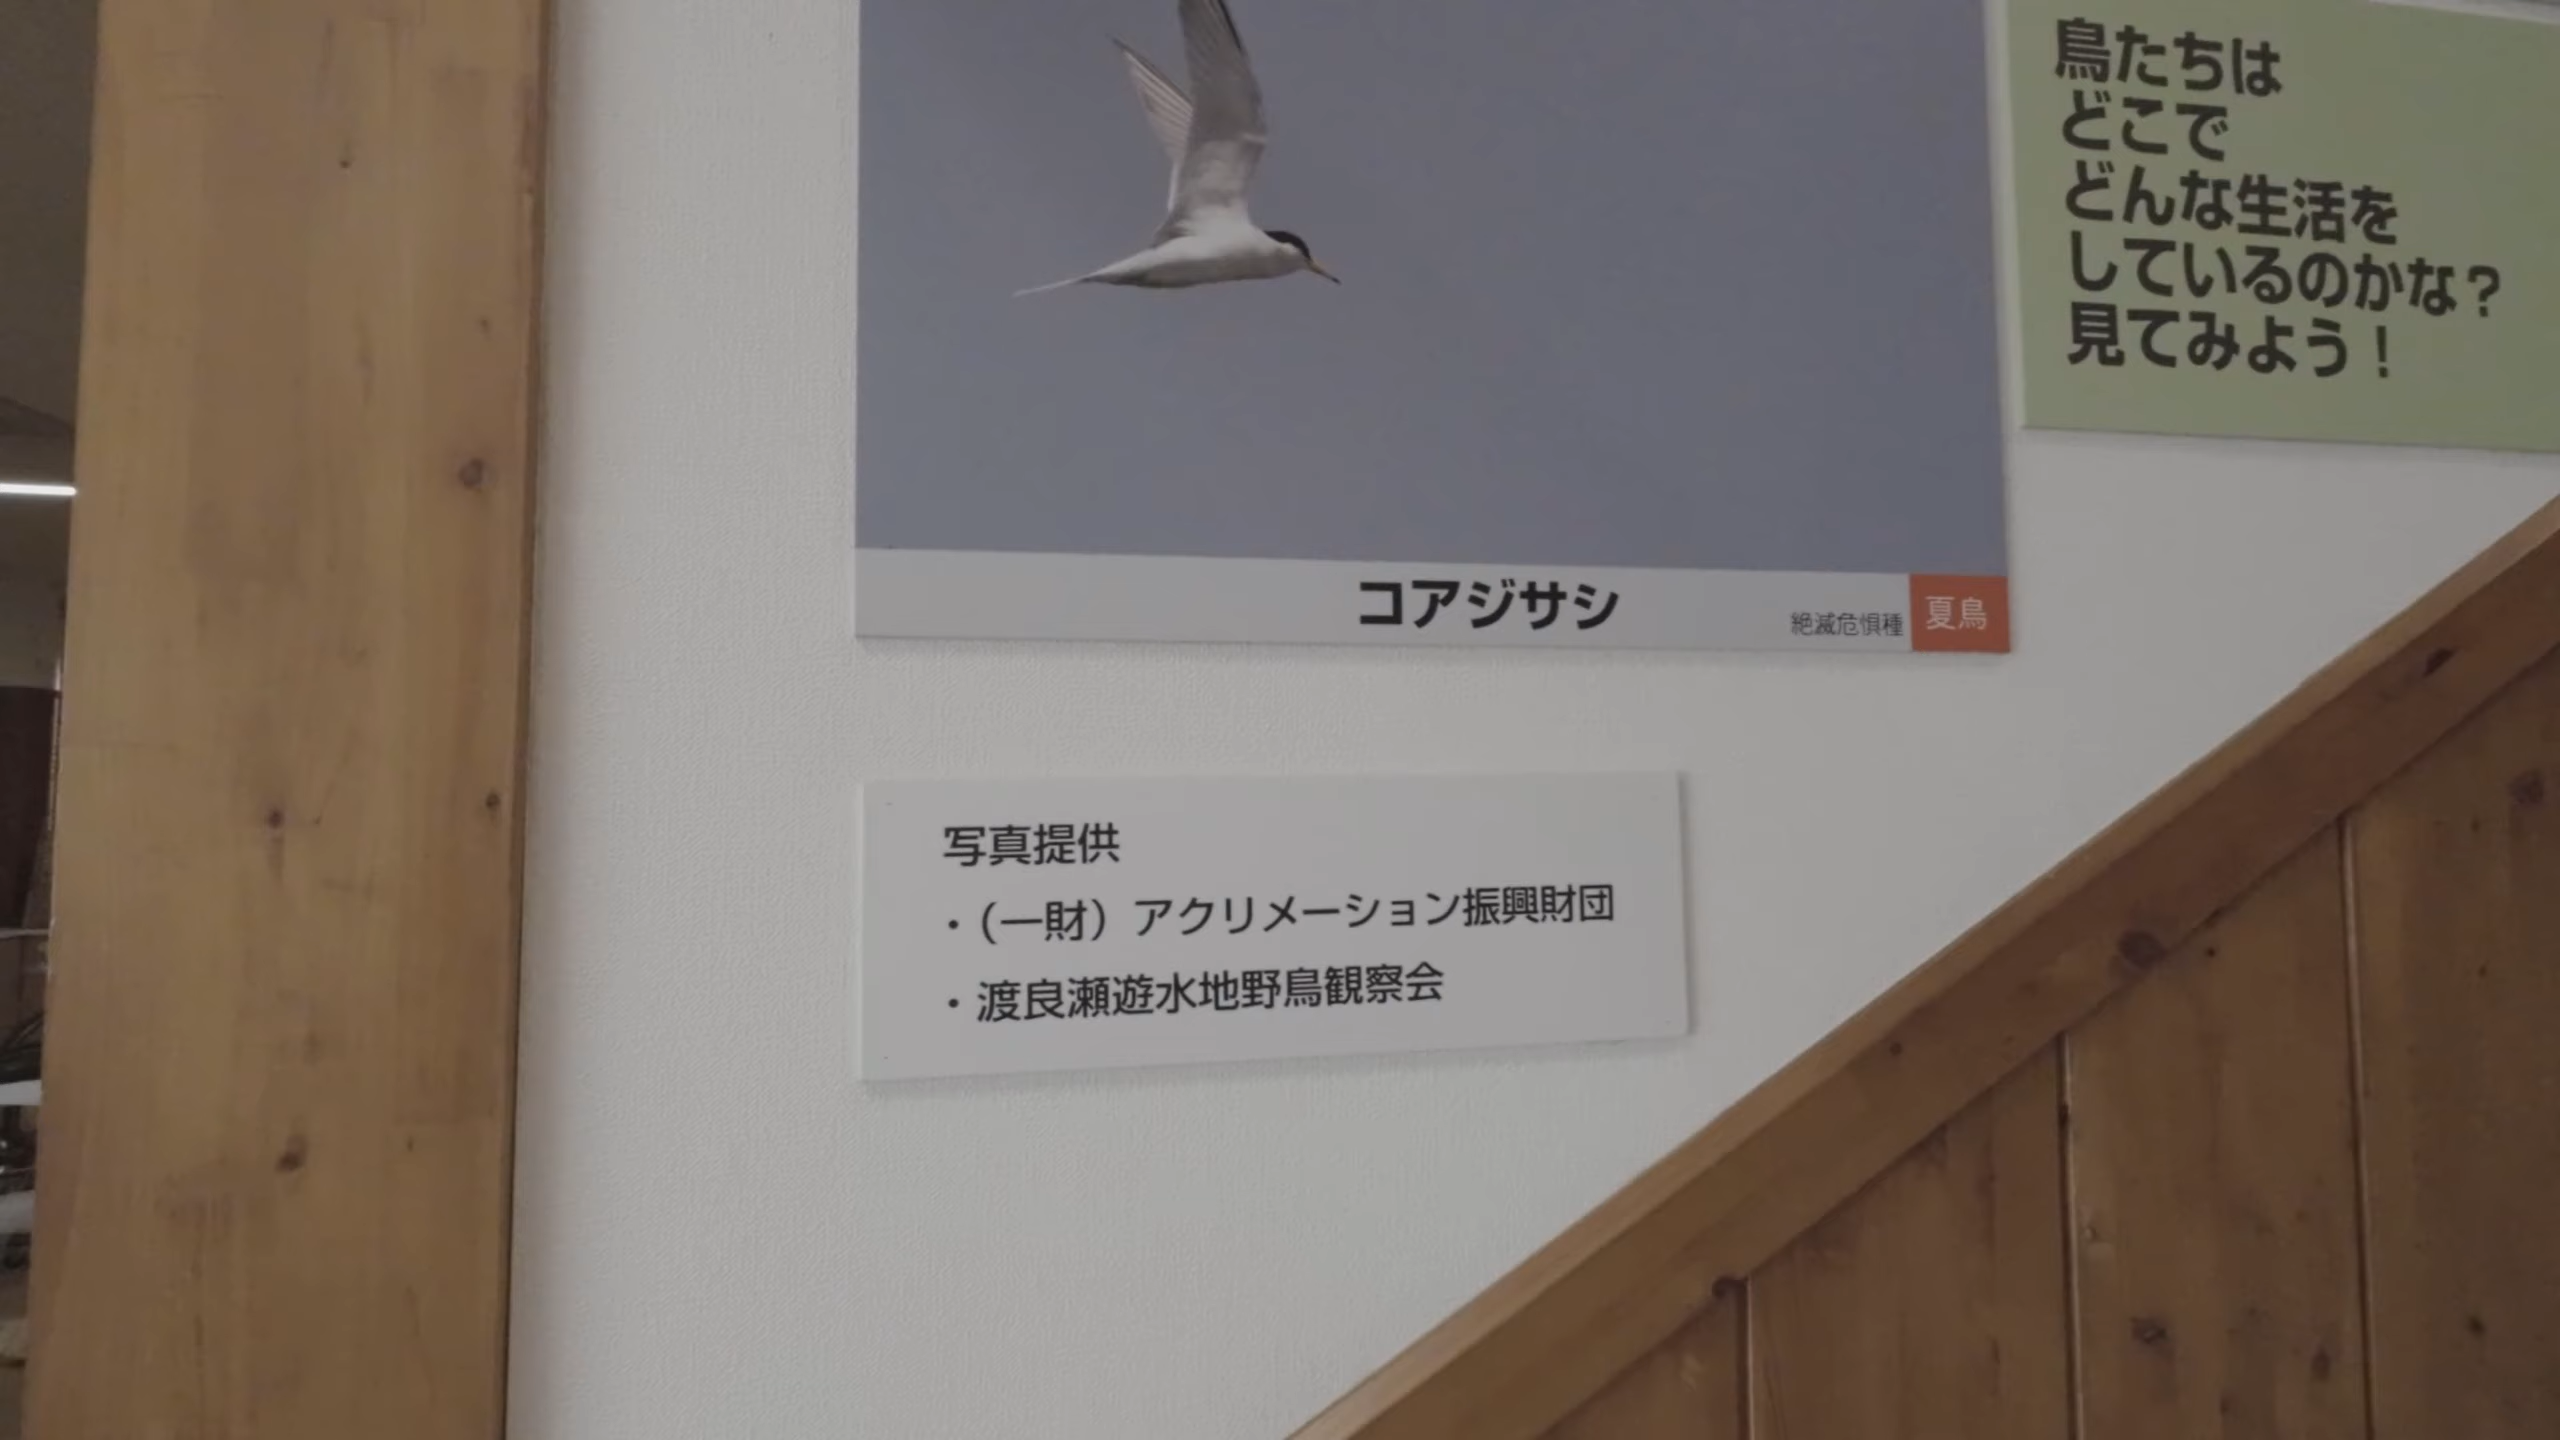 鳥たちは
どこで
どんな生活を
しているのかな？
見てみよう！
コアジサシ
絶滅危惧種
夏鳥
写真提供
・（一財）アクリメーション振興財団
・渡良瀬遊水地野鳥観察会